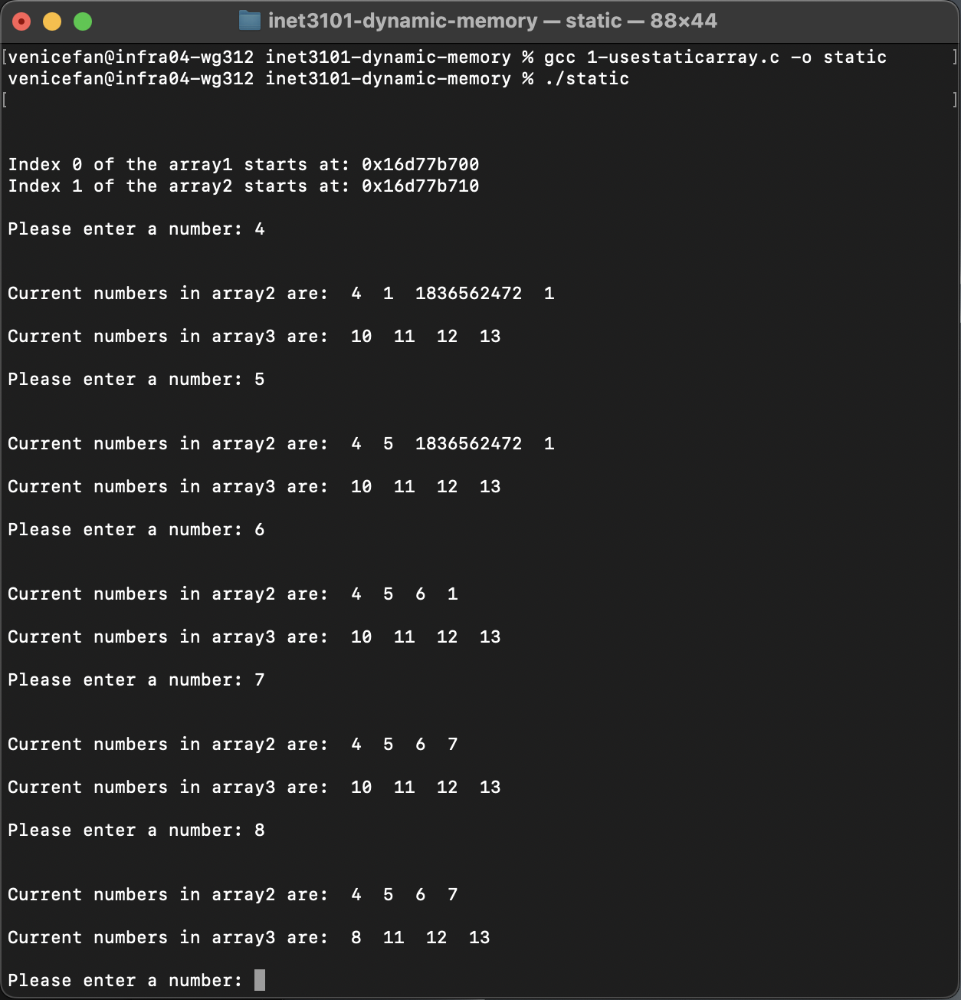 inet3101-dynamic-memory — static — 88×44
[venicefan@infra04-wg312 inet3101-dynamic-memory % gcc 1-usestaticarray.c -o static ]
venicefan@infra04-wg312 inet3101-dynamic-memory % ./static
[ ]
Index 0 of the array1 starts at: 0x16d77b700
Index 1 of the array2 starts at: 0x16d77b710
Please enter a number: 4
Current numbers in array2 are:  4  1  1836562472  1
Current numbers in array3 are:  10  11  12  13
Please enter a number: 5
Current numbers in array2 are:  4  5  1836562472  1
Current numbers in array3 are:  10  11  12  13
Please enter a number: 6
Current numbers in array2 are:  4  5  6  1
Current numbers in array3 are:  10  11  12  13
Please enter a number: 7
Current numbers in array2 are:  4  5  6  7
Current numbers in array3 are:  10  11  12  13
Please enter a number: 8
Current numbers in array2 are:  4  5  6  7
Current numbers in array3 are:  8  11  12  13
Please enter a number: